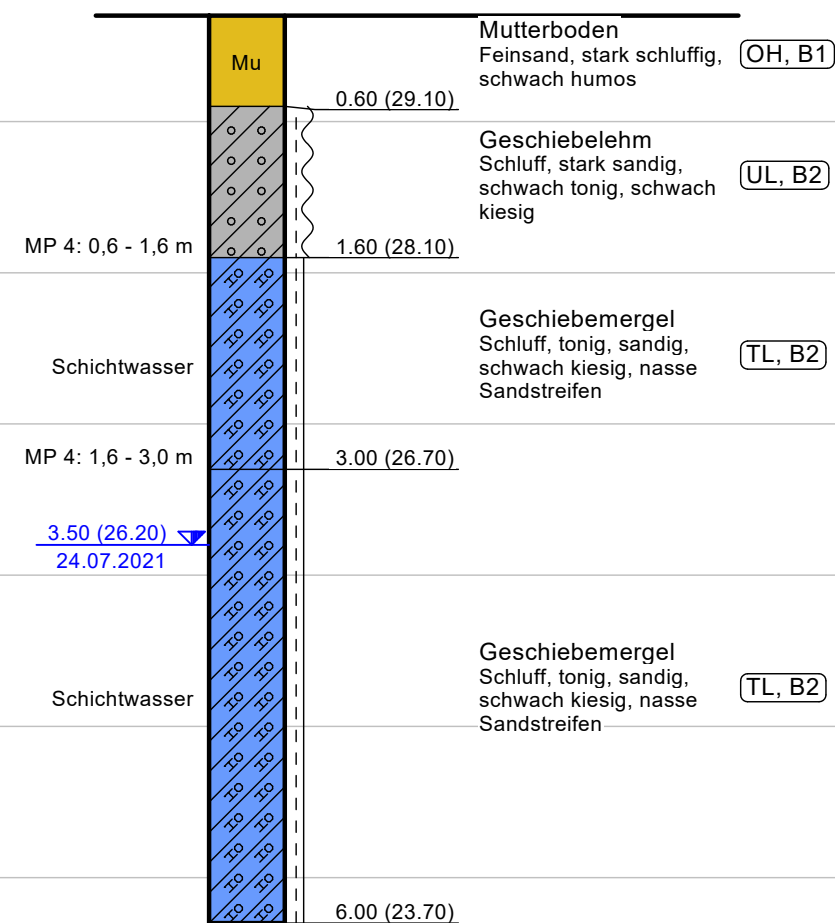 Mutterboden
Feinsand, stark schluffig,
schwach humos
OH, B1
Mu
0.60 (29.10)
Geschiebelehm
Schluff, stark sandig,
schwach tonig, schwach
kiesig
UL, B2
MP 4: 0,6 - 1,6 m
1.60 (28.10)
Geschiebemergel
Schluff, tonig, sandig,
schwach kiesig, nasse
Sandstreifen
TL, B2
Schichtwasser
MP 4: 1,6 - 3,0 m
3.00 (26.70)
3.50 (26.20)
24.07.2021
Geschiebemergel
Schluff, tonig, sandig,
schwach kiesig, nasse
Sandstreifen
TL, B2
Schichtwasser
6.00 (23.70)